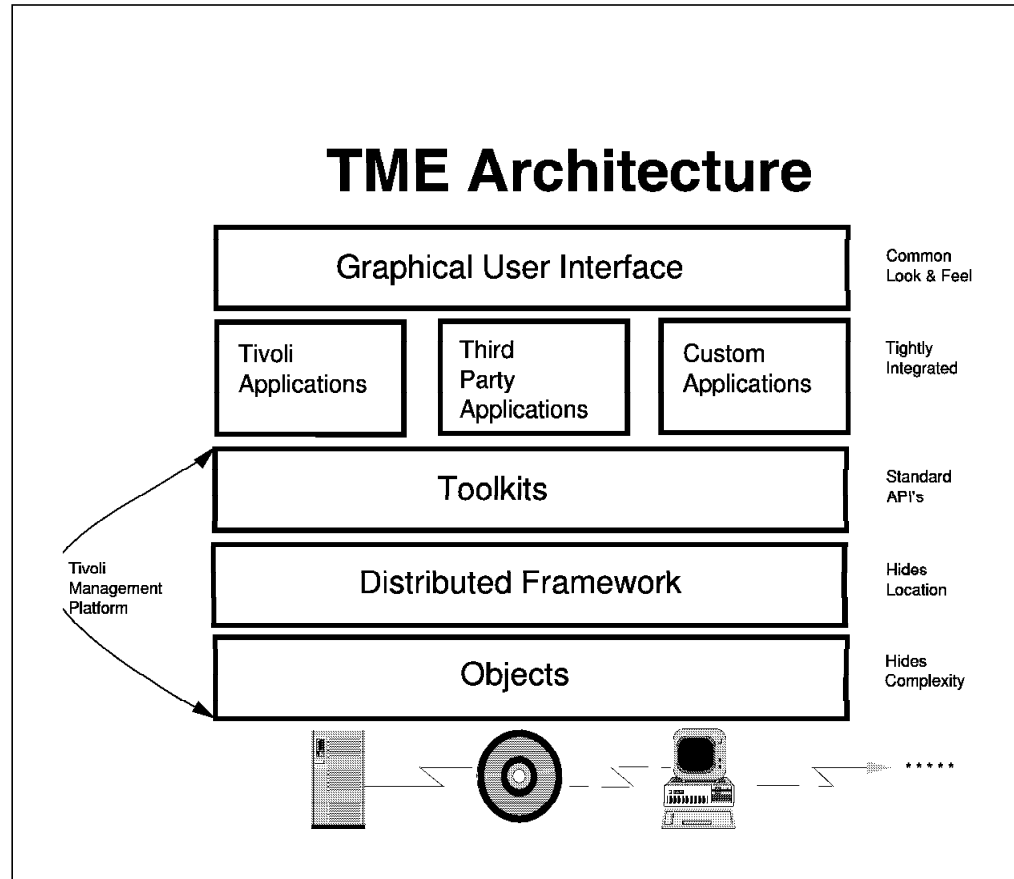 TME Architecture
Graphical User Interface
Common
Look & Feel
Tivoli
Applications
Third
Party
Applications
Custom
Applications
Tightly
Integrated
Toolkits
Standard
API's
Tivoli
Management
Platform
Distributed Framework
Hides
Location
Objects
Hides
Complexity
*****